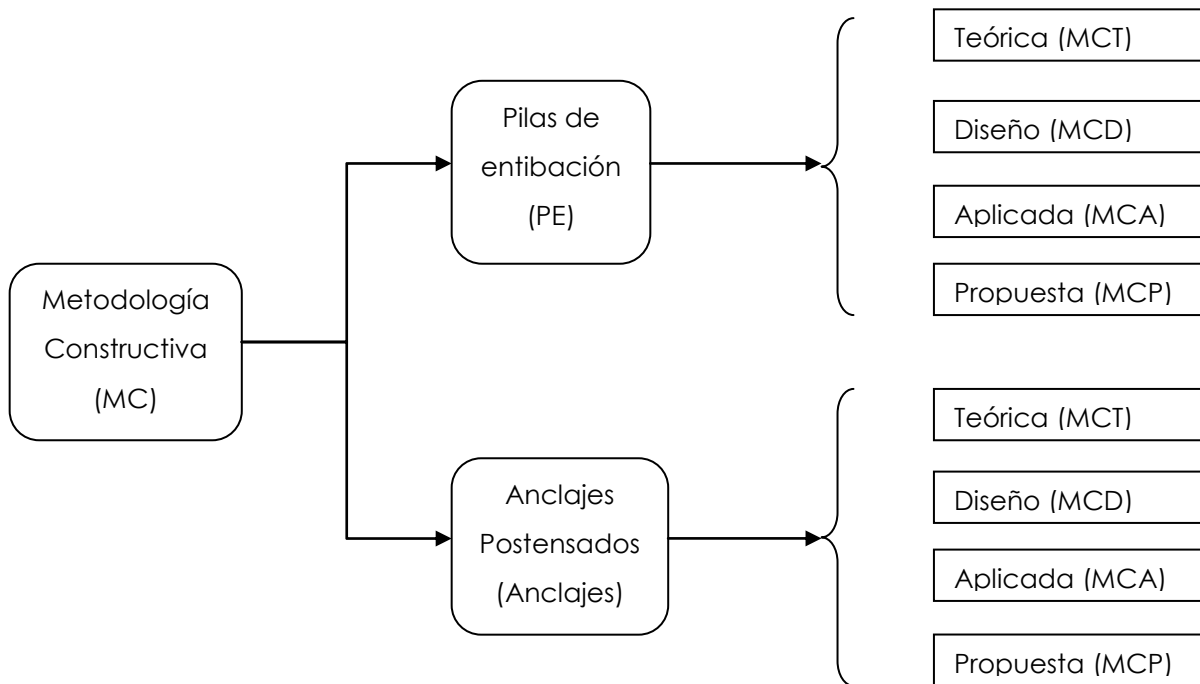 Metodología
Constructiva
(MC)
Pilas de
entibación
(PE)
Teórica (MCT)
Diseño (MCD)
Aplicada (MCA)
Propuesta (MCP)
Anclajes
Postensados
(Anclajes)
Teórica (MCT)
Diseño (MCD)
Aplicada (MCA)
Propuesta (MCP)